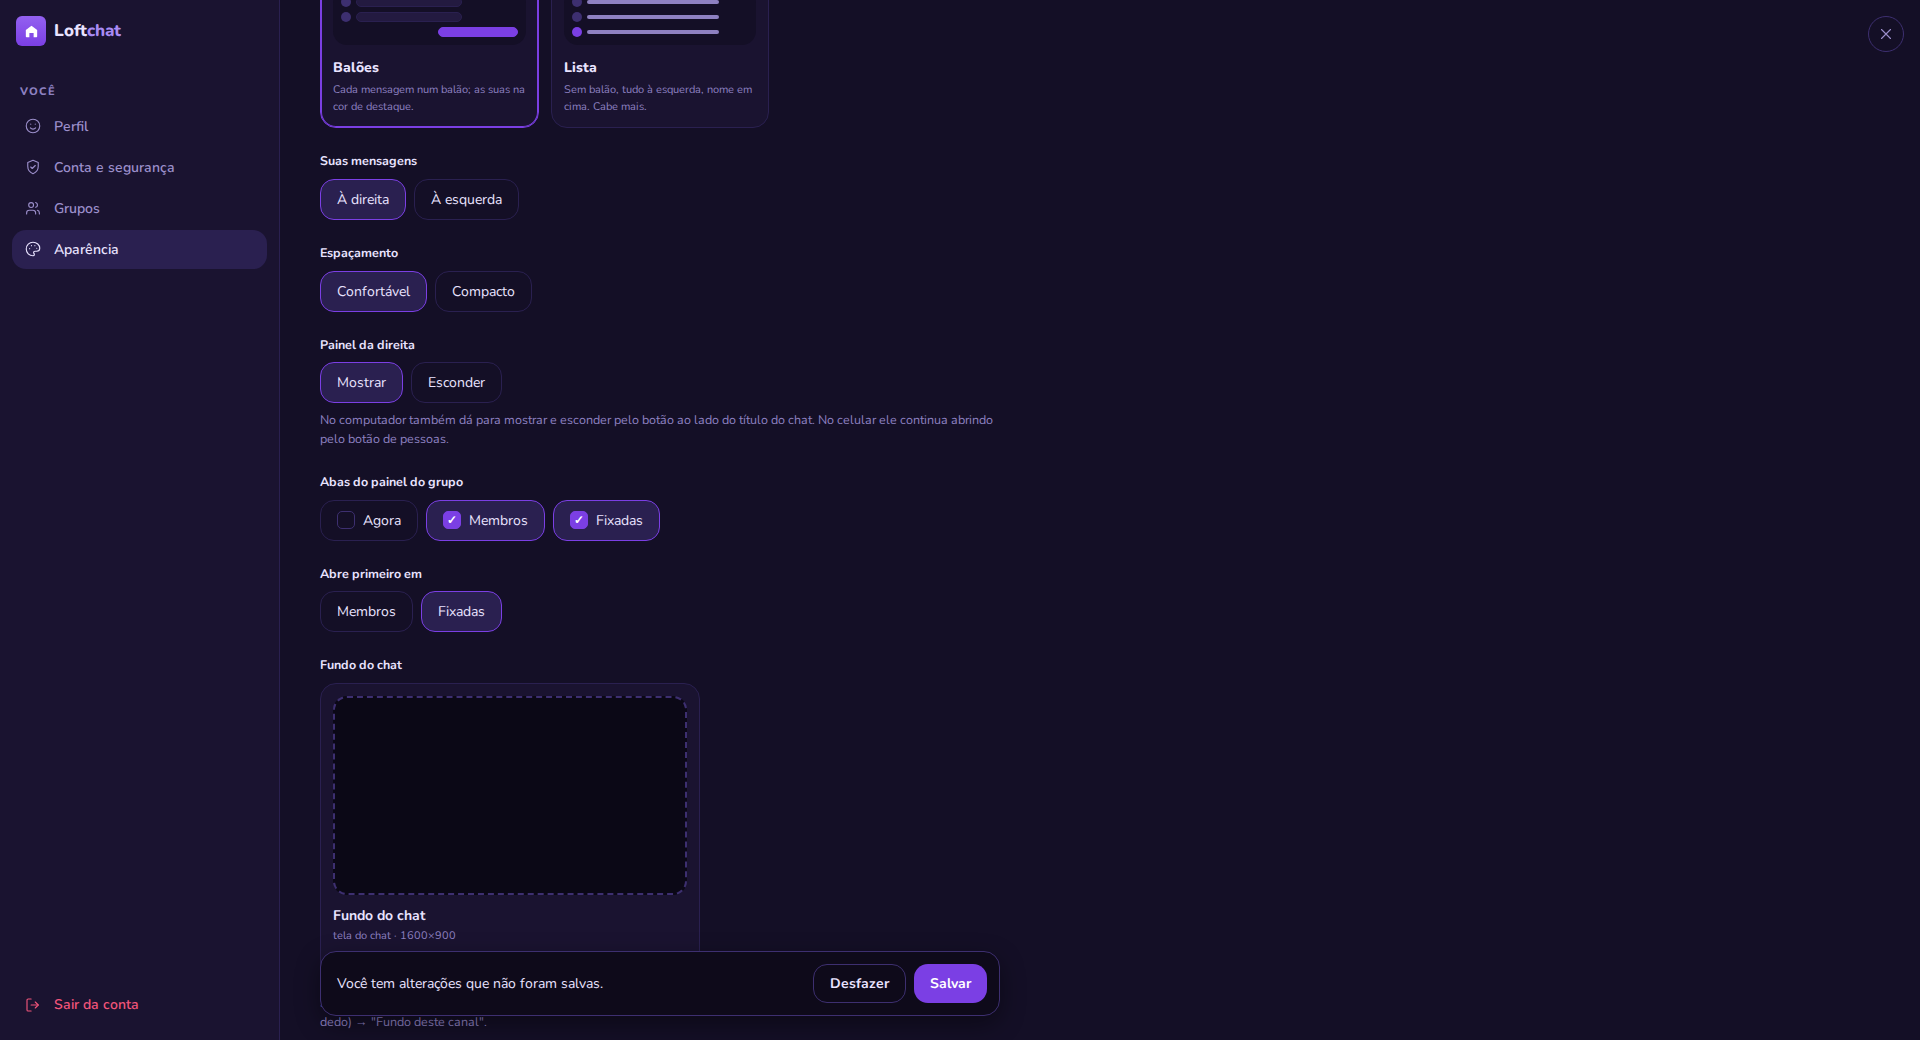 Loftchat
VOCÊ
Perfil
Conta e segurança
Grupos
Aparência
Sair da conta
Balões
Cada mensagem num balão; as suas na
cor de destaque.
Lista
Sem balão, tudo à esquerda, nome em
cima. Cabe mais.
Suas mensagens
À direita
À esquerda
Espaçamento
Confortável
Compacto
Painel da direita
Mostrar
Esconder
No computador também dá para mostrar e esconder pelo botão ao lado do título do chat. No celular ele continua abrindo
pelo botão de pessoas.
Abas do painel do grupo
Agora
Membros
Fixadas
Abre primeiro em
Membros
Fixadas
Fundo do chat
Fundo do chat
tela do chat · 1600×900
Você tem alterações que não foram salvas.
Desfazer
Salvar
dedo) → "Fundo deste canal".